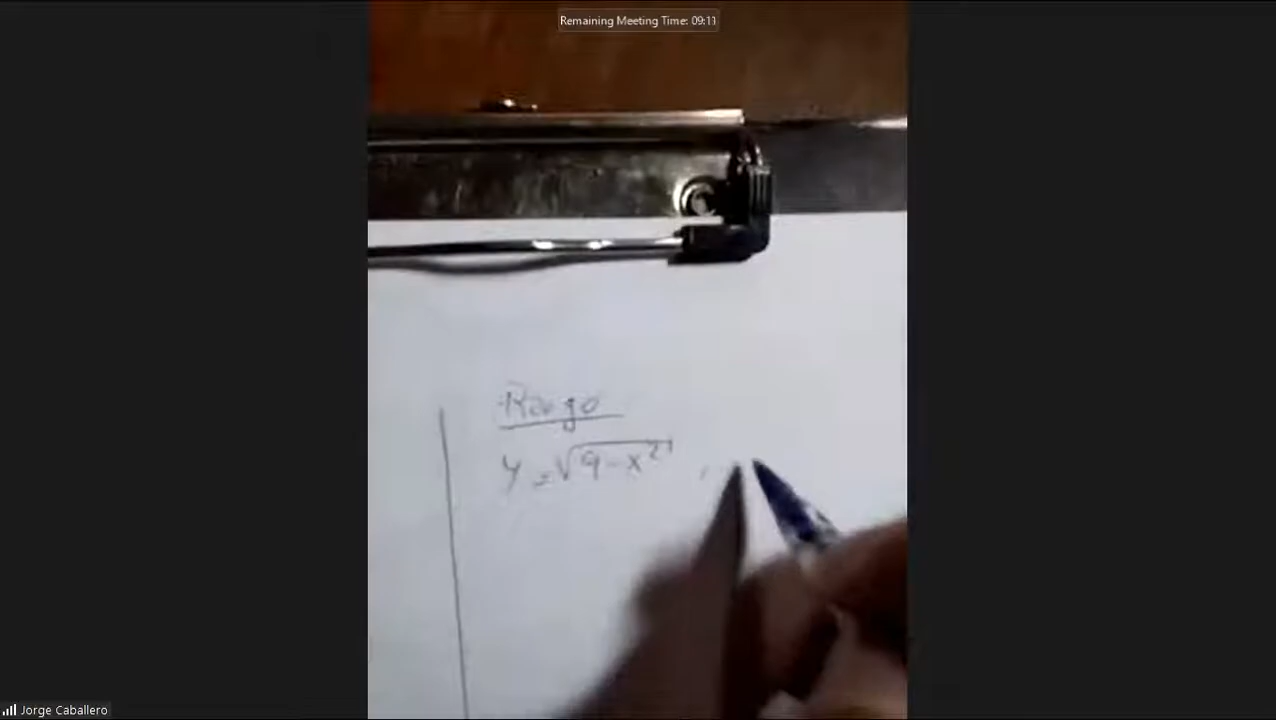 Remaining Meeting Time: 09:11
Rango
y = √9-x²
Jorge Caballero